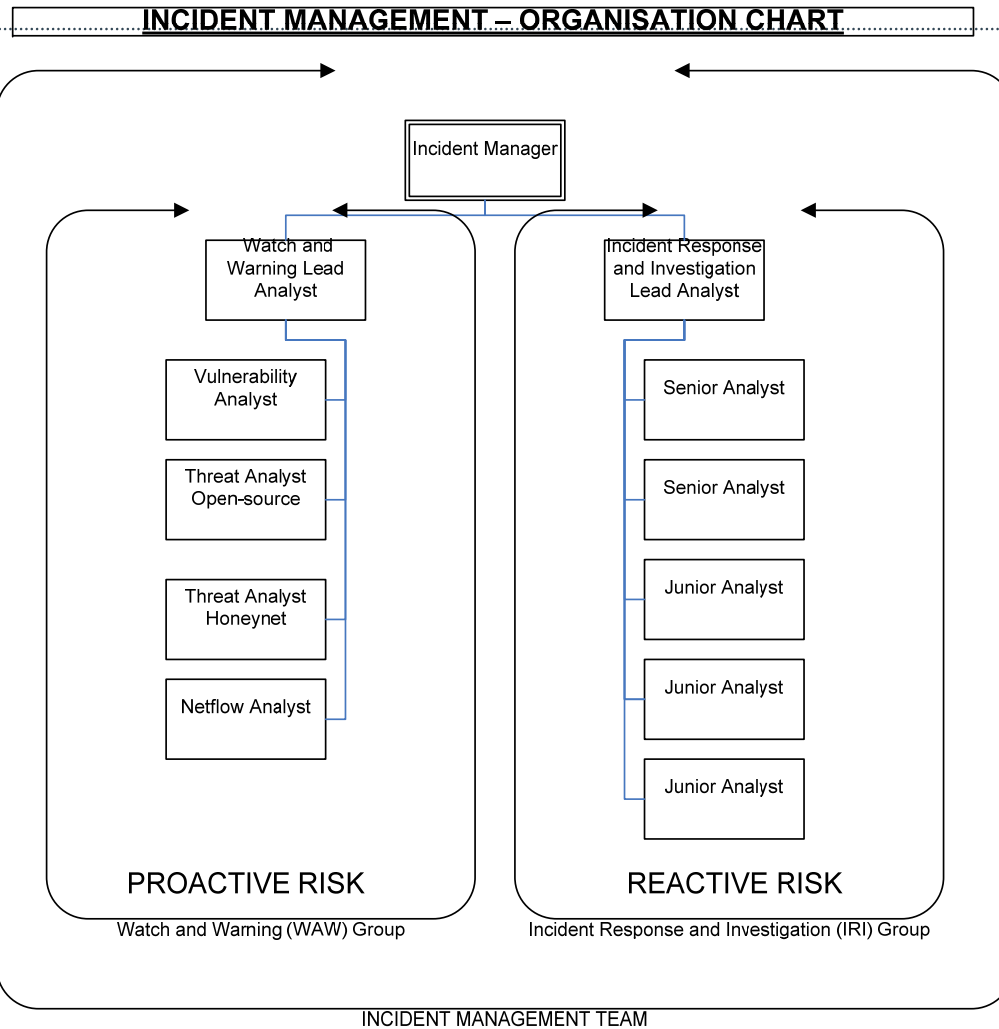 INCIDENT MANAGEMENT – ORGANISATION CHART
Incident Manager
Watch and
Warning Lead
Analyst
Incident Response
and Investigation
Lead Analyst
Vulnerability
Analyst
Threat Analyst
Open-source
Threat Analyst
Honeynet
Netflow Analyst
Senior Analyst
Senior Analyst
Junior Analyst
Junior Analyst
Junior Analyst
PROACTIVE RISK
REACTIVE RISK
Watch and Warning (WAW) Group
Incident Response and Investigation (IRI) Group
INCIDENT MANAGEMENT TEAM